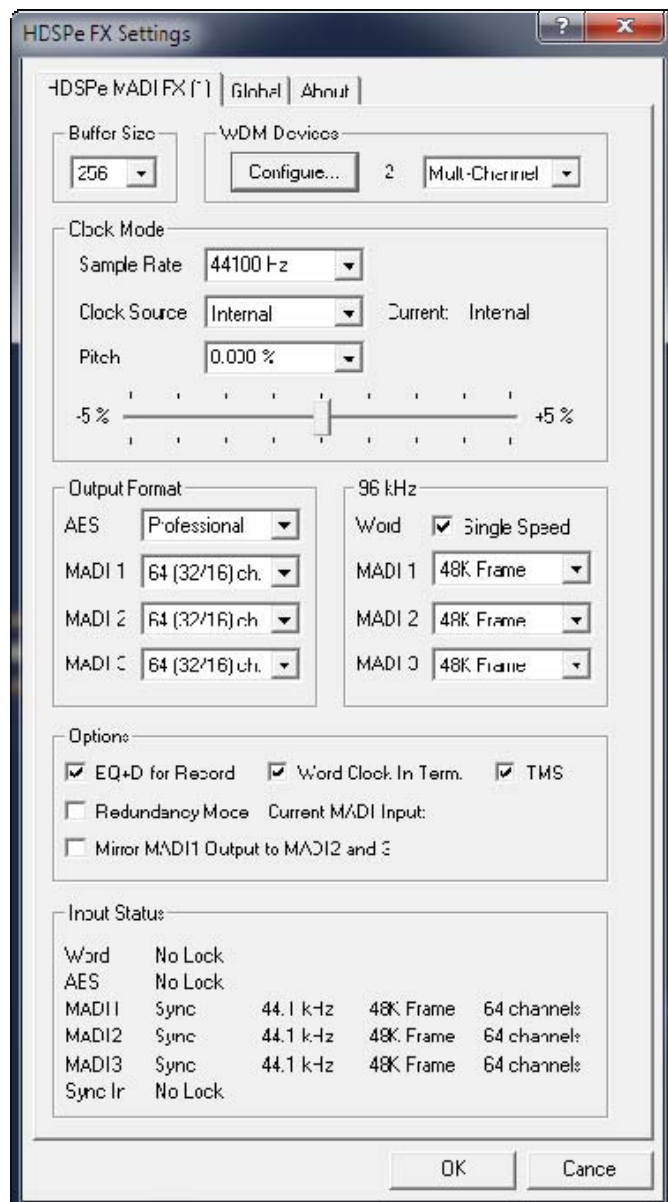 HDSPe FX Settings
HDSPe MADI FX (1) Global About
Buffer Size
256
WDM Devices
Configure... 2 Multi-Channel
Clock Mode
Sample Rate 44100 Hz
Clock Source Internal Current: Internal
Pitch 0.000 %
-5 % +5 %
Output Format
AES Professional
MADI 1 64 (32/16) ch.
MADI 2 64 (32/16) ch.
MADI 3 64 (32/16) ch.
96 kHz
Word Single Speed
MADI 1 48K Frame
MADI 2 48K Frame
MADI 3 48K Frame
Options
EQ+D for Record Word Clock In Term. TMS
Redundancy Mode Current MADI Input:
Mirror MADI1 Output to MADI2 and 3
Input Status
Word No Lock
AES No Lock
MADI1 Sync 44.1 kHz 48K Frame 64 channels
MADI2 Sync 44.1 kHz 48K Frame 64 channels
MADI3 Sync 44.1 kHz 48K Frame 64 channels
Sync In No Lock
OK Cancel